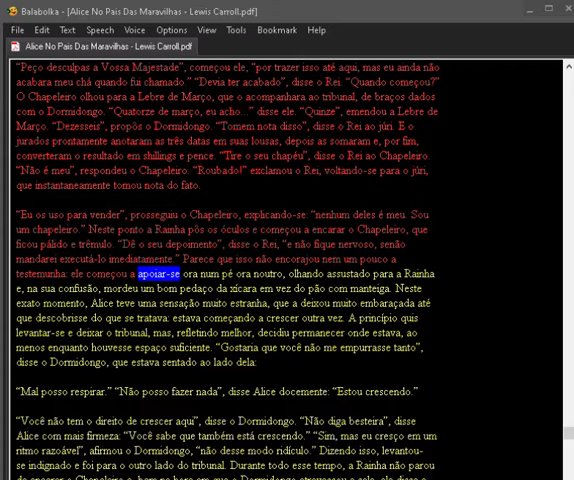 Balabolka - [Alice No Pais Das Maravilhas - Lewis Carroll.pdf]
File Edit Text Speech Voice Options View Tools Bookmark Help
Alice No Pais Das Maravilhas - Lewis Carroll.pdf
“Peço desculpas a Vossa Majestade”, começou ele, “por trazer isso até aqui, mas eu ainda não
acabara meu chá quando fui chamado.” “Devia ter acabado”, disse o Rei. “Quando começou?”
O Chapeleiro olhou para a Lebre de Março, que o acompanhara ao tribunal, de braços dados
com o Dormidongo. “Quatorze de março, eu acho...” disse ele. “Quinze”, emendou a Lebre de
Março. “Dezesseis”, propôs o Dormidongo. “Tomem nota disso”, disse o Rei ao júri. E o
jurados prontamente anotaram as três datas em suas lousas, depois as somaram e, por fim,
converteram o resultado em shillings e pence. “Tire o seu chapéu”, disse o Rei ao Chapeleiro.
“Não é meu”, respondeu o Chapeleiro. “Roubado!” exclamou o Rei, voltando-se para o júri,
que instantaneamente tomou nota do fato.
“Eu os uso para vender”, prosseguiu o Chapeleiro, explicando-se: “nenhum deles é meu. Sou
um chapeleiro.” Neste ponto a Rainha pôs os óculos e começou a encarar o Chapeleiro, que
ficou pálido e trêmulo. “Dê o seu depoimento”, disse o Rei, “e não fique nervoso, senão
mandarei executá-lo imediatamente.” Parece que isso não encorajou nem um pouco a
testemunha: ele começou a apoiar-se ora num pé ora noutro, olhando assustado para a Rainha
e, na sua confusão, mordeu um bom pedaço da xícara em vez do pão com manteiga. Neste
exato momento, Alice teve uma sensação muito estranha, que a deixou muito embaraçada até
que descobrisse do que se tratava: estava começando a crescer outra vez. A princípio quis
levantar-se e deixar o tribunal, mas, refletindo melhor, decidiu permanecer onde estava, ao
menos enquanto houvesse espaço suficiente. “Gostaria que você não me empurrasse tanto”,
disse o Dormidongo, que estava sentado ao lado dela:
“Mal posso respirar.” “Não posso fazer nada”, disse Alice docemente: “Estou crescendo.”
“Você não tem o direito de crescer aqui”, disse o Dormidongo. “Não diga besteira”, disse
Alice com mais firmeza: “Você sabe que também está crescendo.” “Sim, mas eu cresço em um
ritmo razoável”, afirmou o Dormidongo, “não desse modo ridículo.” Dizendo isso, levantou-
se indignado e foi para o outro lado do tribunal. Durante todo esse tempo, a Rainha não parou